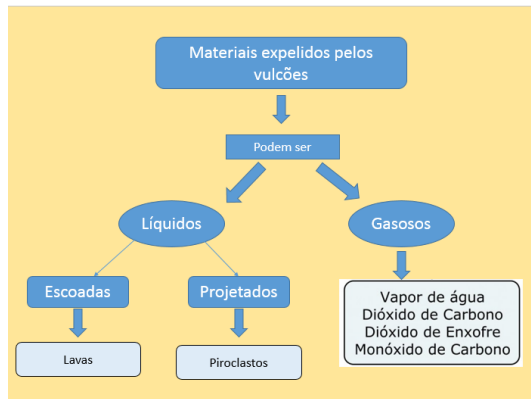 Materiais expelidos pelos
vulcões
Podem ser
Líquidos
Gasosos
Escoadas
Projetados
Vapor de água
Dióxido de Carbono
Dióxido de Enxofre
Monóxido de Carbono
Lavas
Piroclastos